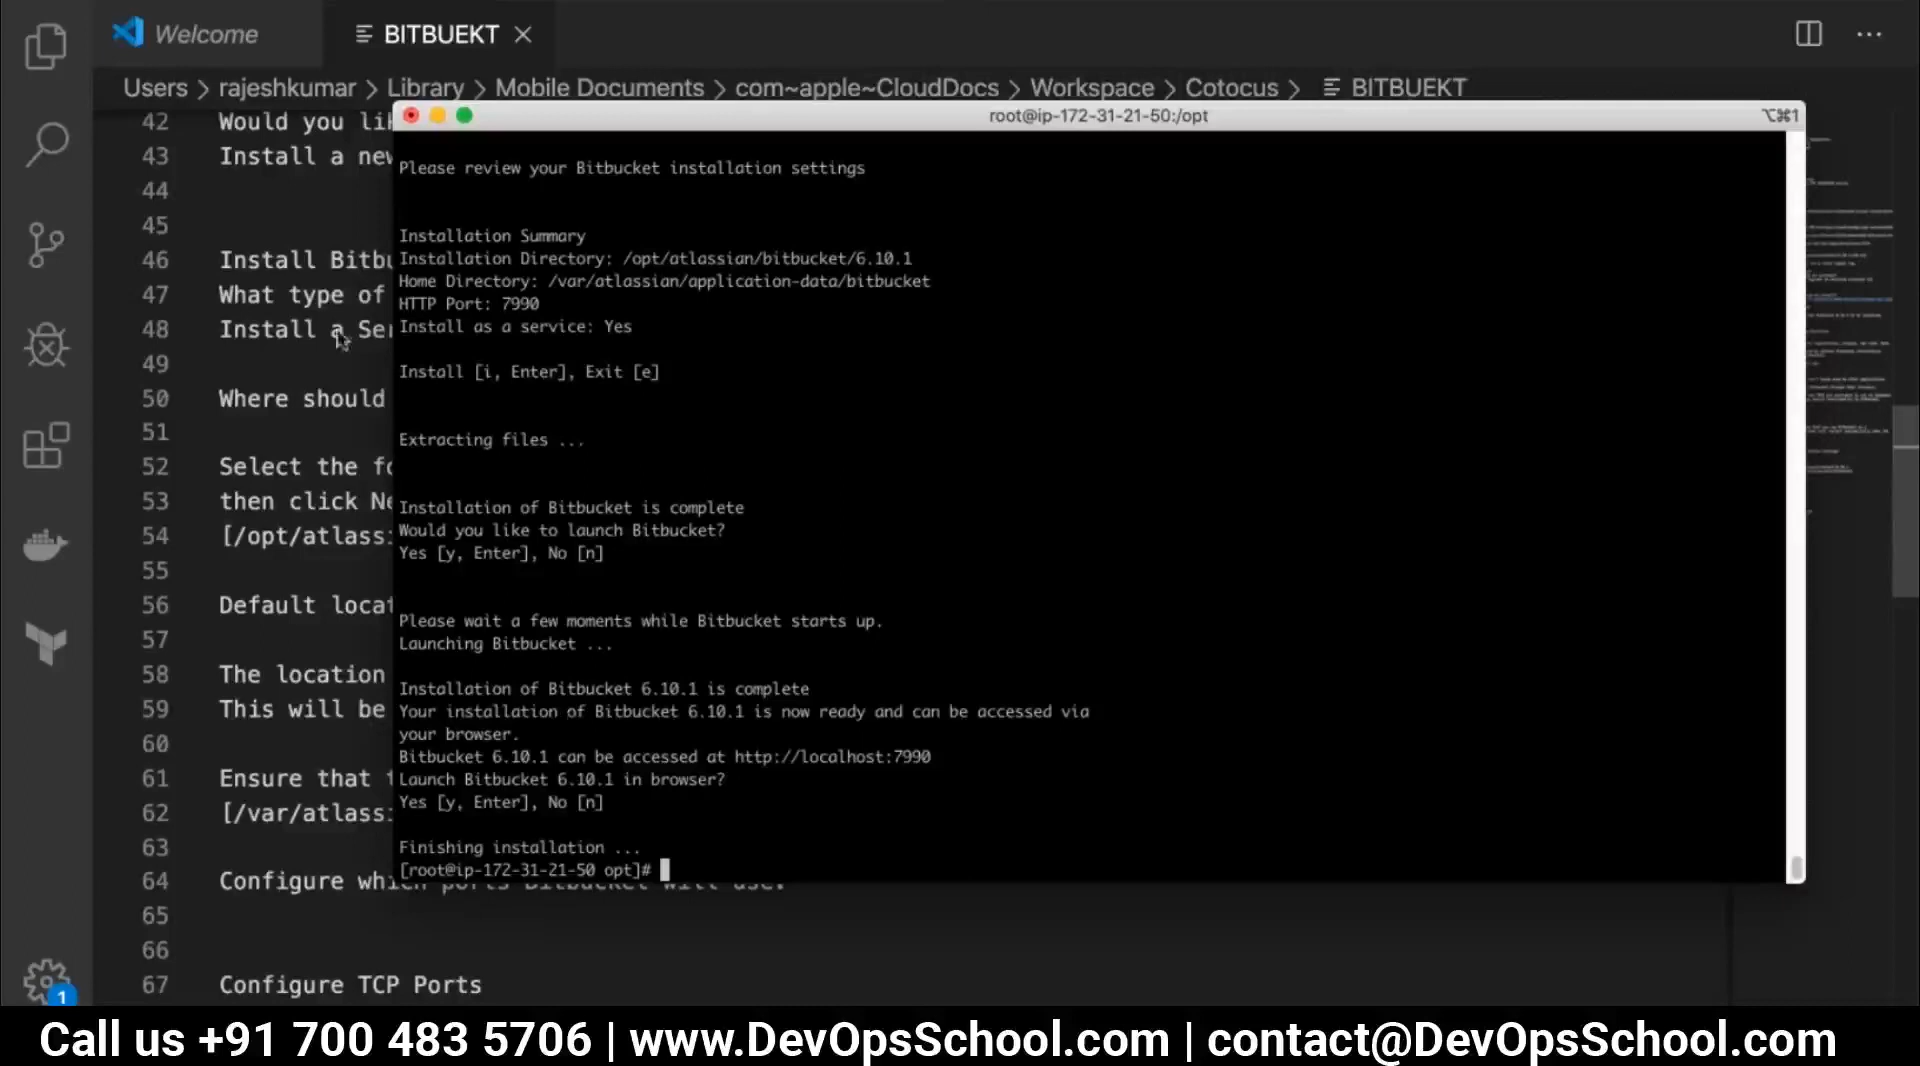 Welcome
BITBUEKT
Users > rajeshkumar > Library > Mobile Documents > com~apple~CloudDocs > Workspace > Cotocus > BITBUEKT
root@ip-172-31-21-50:/opt
⌥⌘1
42 Would you li
43 Install a new
44
45
46 Install Bitbu
47 What type of
48 Install a Ser
49
50 Where should
51
52 Select the fo
53 then click Ne
54 [/opt/atlassi
55
56 Default locat
57
58 The location
59 This will be
60
61 Ensure that t
62 [/var/atlassi
63
64 Configure which ports Bitbucket will use.
65
66
67 Configure TCP Ports
Please review your Bitbucket installation settings
Installation Summary
Installation Directory: /opt/atlassian/bitbucket/6.10.1
Home Directory: /var/atlassian/application-data/bitbucket
HTTP Port: 7990
Install as a service: Yes
Install [i, Enter], Exit [e]
Extracting files ...
Installation of Bitbucket is complete
Would you like to launch Bitbucket?
Yes [y, Enter], No [n]
Please wait a few moments while Bitbucket starts up.
Launching Bitbucket ...
Installation of Bitbucket 6.10.1 is complete
Your installation of Bitbucket 6.10.1 is now ready and can be accessed via
your browser.
Bitbucket 6.10.1 can be accessed at http://localhost:7990
Launch Bitbucket 6.10.1 in browser?
Yes [y, Enter], No [n]
Finishing installation ...
[root@ip-172-31-21-50 opt]#
1
Call us +91 700 483 5706 | www.DevOpsSchool.com | contact@DevOpsSchool.com